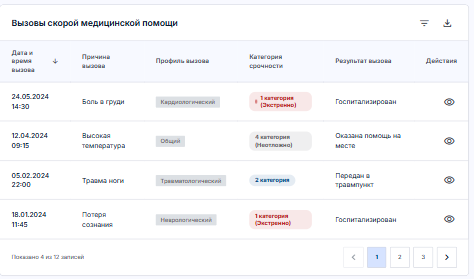 Вызовы скорой медицинской помощи
Дата и время вызова
Причина вызова
Профиль вызова
Категория срочности
Результат вызова
Действия
24.05.2024 14:30
Боль в груди
Кардиологический
! 1 категория (Экстренно)
Госпитализирован
12.04.2024 09:15
Высокая температура
Общий
4 категория (Неотложно)
Оказана помощь на месте
05.02.2024 22:00
Травма ноги
Травматологический
2 категория
Передан в травмпункт
18.01.2024 11:45
Потеря сознания
Неврологический
1 категория (Экстренно)
Госпитализирован
Показано 4 из 12 записей
1
2
3